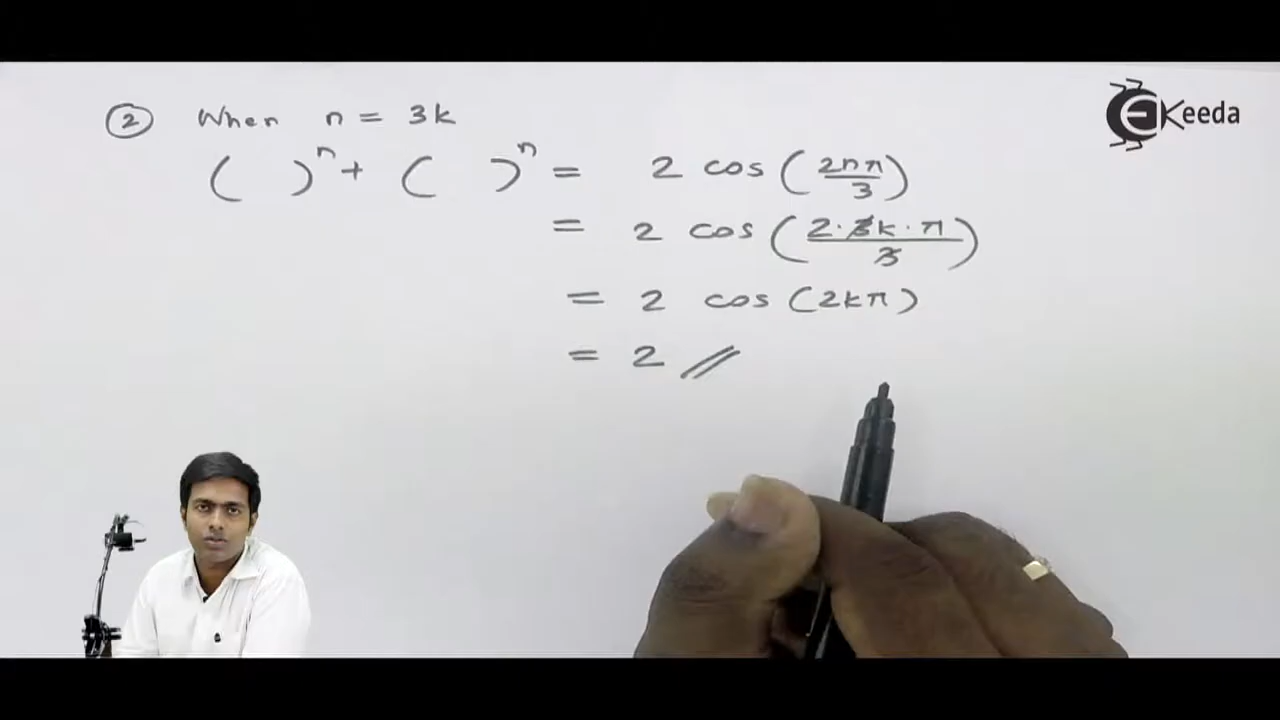 EKeeda
② When n = 3k
( )ⁿ + ( )ⁿ = 2 cos (2nπ/3)
= 2 cos (2·3k·π/3)
= 2 cos (2kπ)
= 2 //